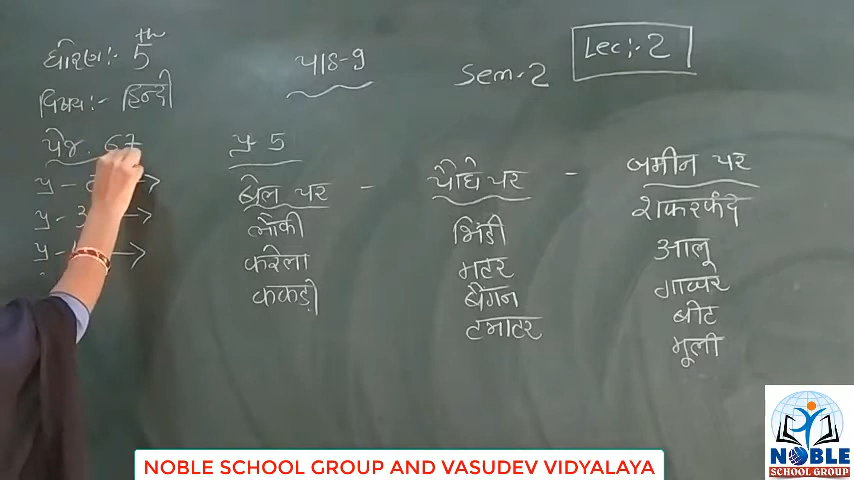 धोरण:- 5th
विषय:- हिन्दी
पाठ-9
Sem-2
Lec:-2
पेज. 67
प्र -
प्र - 3
प्र -
प्र 5
बेल पर - पौधे पर - जमीन पर
लौकी
करेला
ककड़ी
भिंडी
मटर
बैगन
टमाटर
शकरकंदे
आलू
गाजर
बीट
मूली
NOBLE
SCHOOL GROUP
NOBLE SCHOOL GROUP AND VASUDEV VIDYALAYA